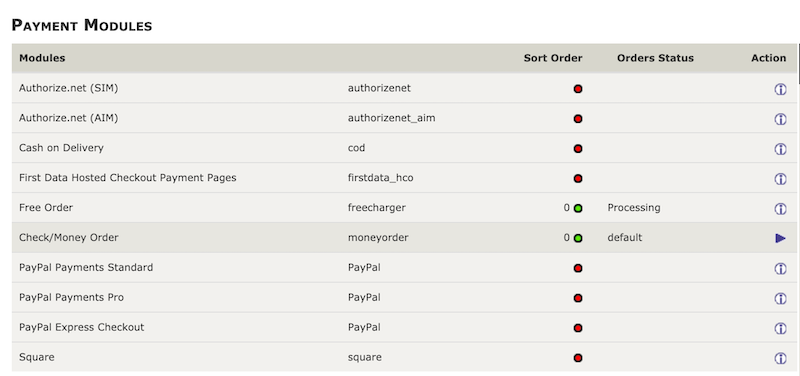 Payment Modules
Modules Sort Order Orders Status Action
Authorize.net (SIM) authorizenet
Authorize.net (AIM) authorizenet_aim
Cash on Delivery cod
First Data Hosted Checkout Payment Pages firstdata_hco
Free Order freecharger 0 Processing
Check/Money Order moneyorder 0 default
PayPal Payments Standard PayPal
PayPal Payments Pro PayPal
PayPal Express Checkout PayPal
Square square